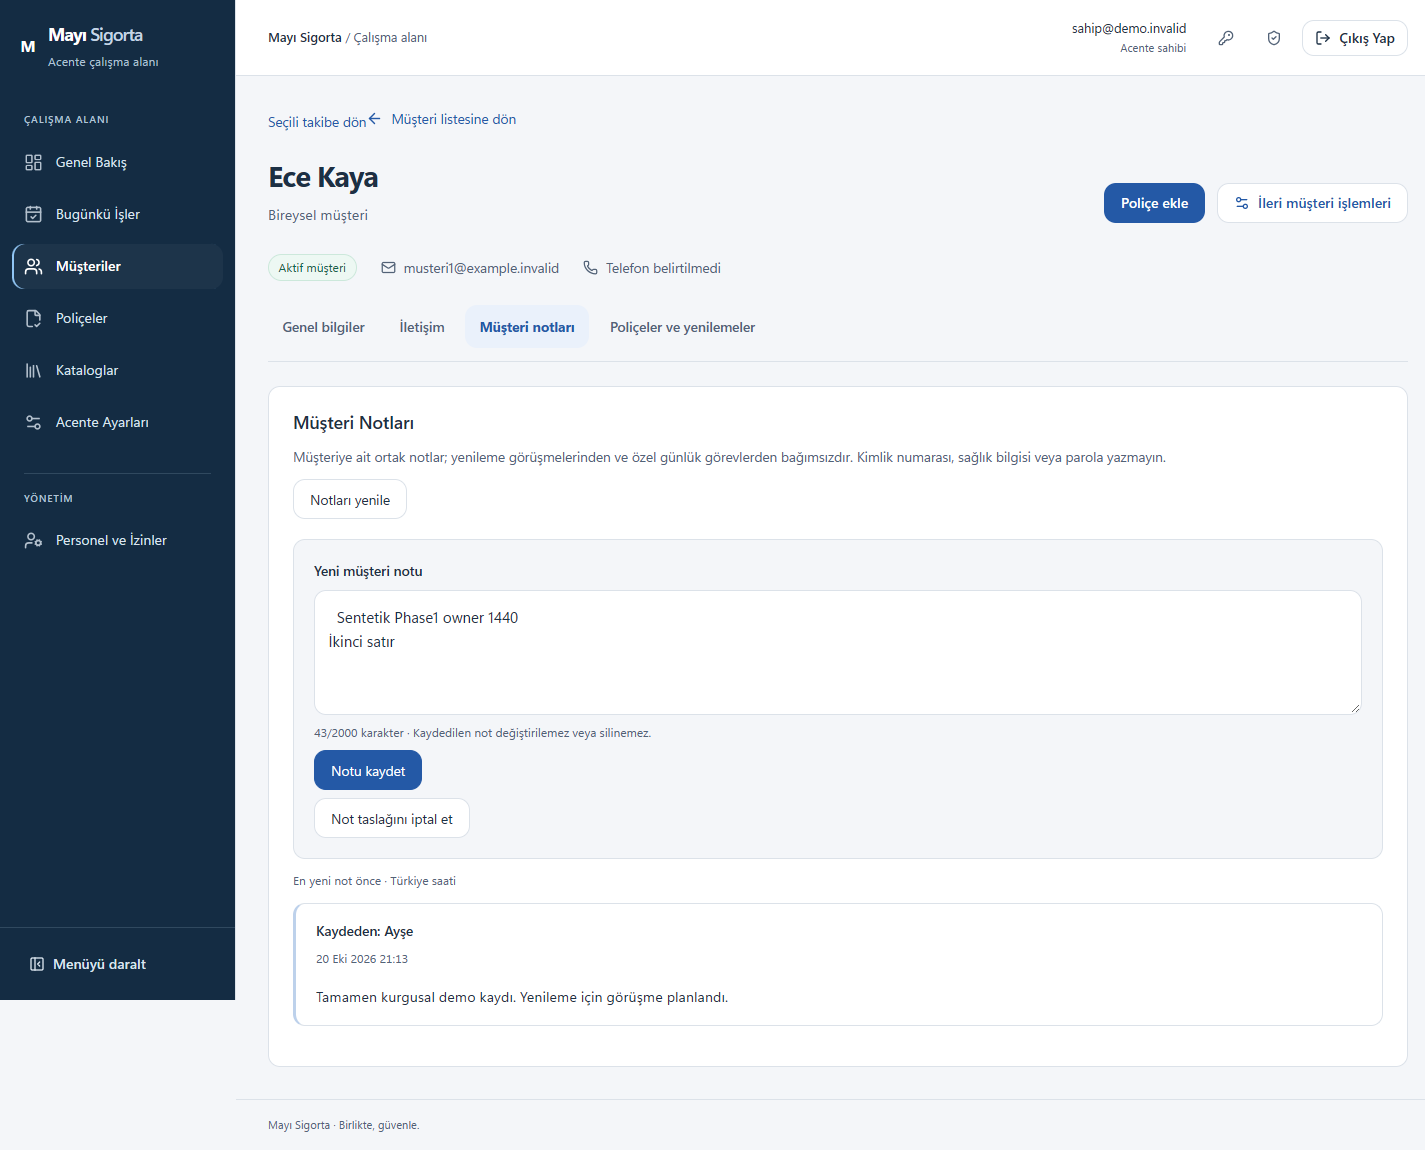 M
Mayı Sigorta
Acente çalışma alanı
ÇALIŞMA ALANI
Genel Bakış
Bugünkü İşler
Müşteriler
Poliçeler
Kataloglar
Acente Ayarları
YÖNETİM
Personel ve İzinler
Menüyü daralt
Mayı Sigorta / Çalışma alanı
sahip@demo.invalid
Acente sahibi
Çıkış Yap
Seçili takibe dön
Müşteri listesine dön
Ece Kaya
Bireysel müşteri
Poliçe ekle
İleri müşteri işlemleri
Aktif müşteri
musteri1@example.invalid
Telefon belirtilmedi
Genel bilgiler
İletişim
Müşteri notları
Poliçeler ve yenilemeler
Müşteri Notları
Müşteriye ait ortak notlar; yenileme görüşmelerinden ve özel günlük görevlerden bağımsızdır. Kimlik numarası, sağlık bilgisi veya parola yazmayın.
Notları yenile
Yeni müşteri notu
Sentetik Phase1 owner 1440
İkinci satır
43/2000 karakter · Kaydedilen not değiştirilemez veya silinemez.
Notu kaydet
Not taslağını iptal et
En yeni not önce · Türkiye saati
Kaydeden: Ayşe
20 Eki 2026 21:13
Tamamen kurgusal demo kaydı. Yenileme için görüşme planlandı.
Mayı Sigorta · Birlikte, güvenle.